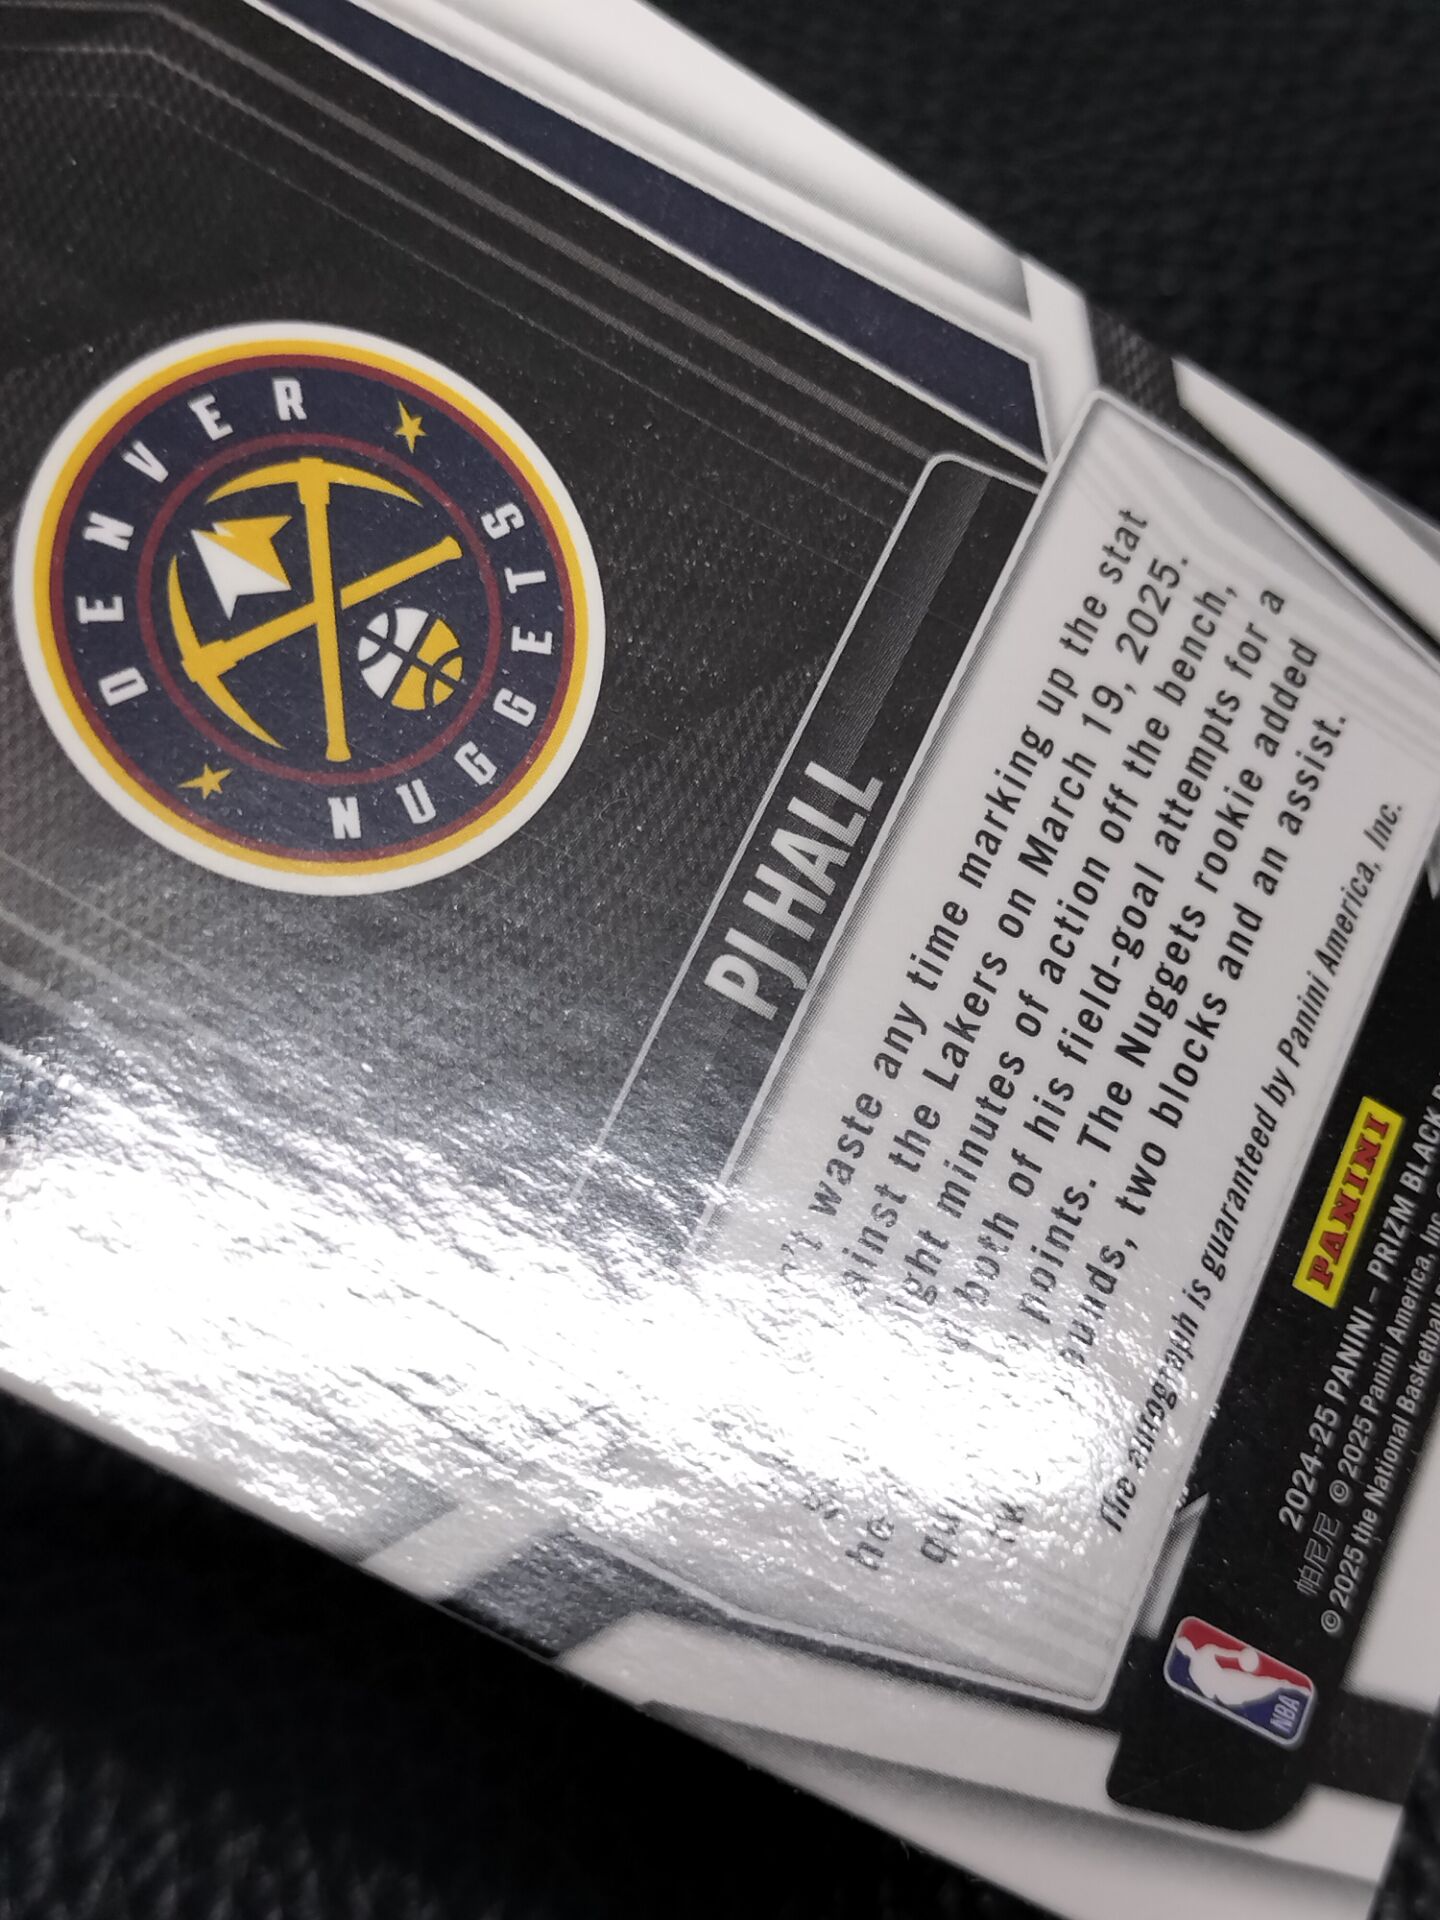 DENVER NUGGETS
PJ HALL
waste any time marking up the stat
the Lakers on March 19, 2025.
minutes of action off the bench,
both of his field-goal attempts for a
points. The Nuggets rookie added
two blocks and an assist.
The autograph is guaranteed by Panini America, Inc.
PANINI
2024-25 PANINI – PRIZM BLACK
帕尼尼 © 2025 Panini America, Inc.
© 2025 the National Basketball
NBA